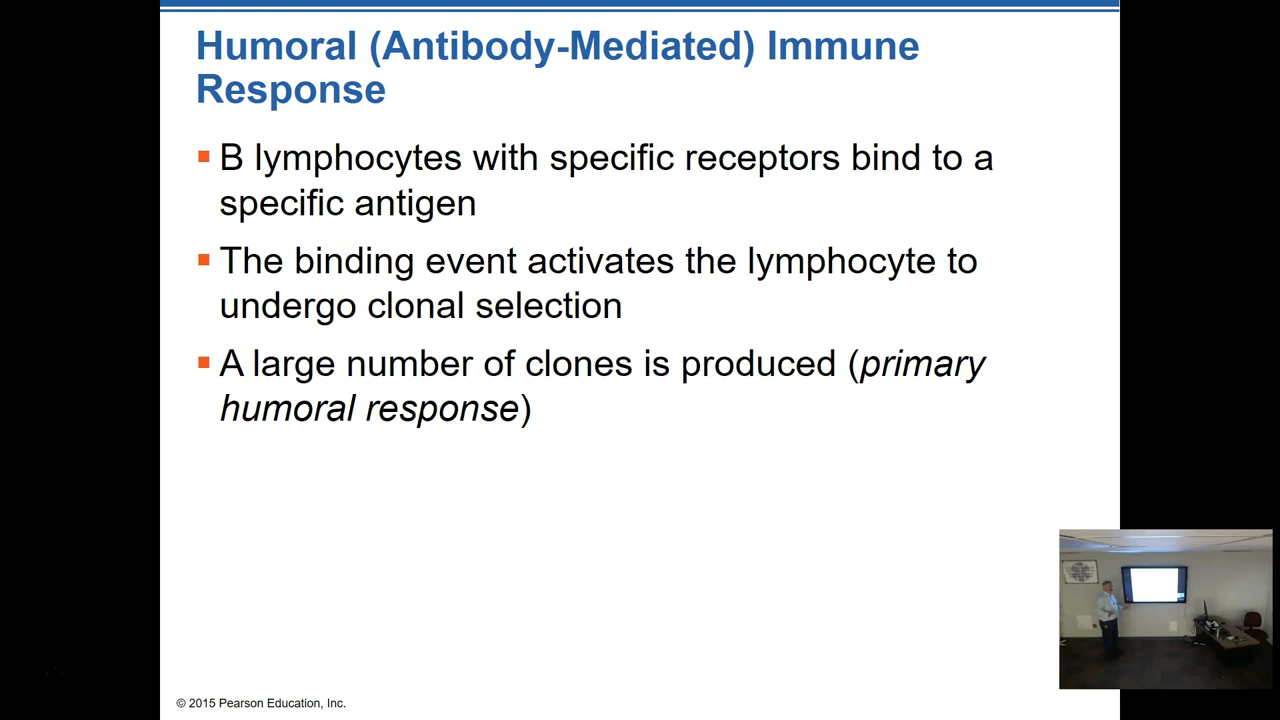 Humoral (Antibody-Mediated) Immune
Response
B lymphocytes with specific receptors bind to a
specific antigen
The binding event activates the lymphocyte to
undergo clonal selection
A large number of clones is produced (primary
humoral response)
© 2015 Pearson Education, Inc.